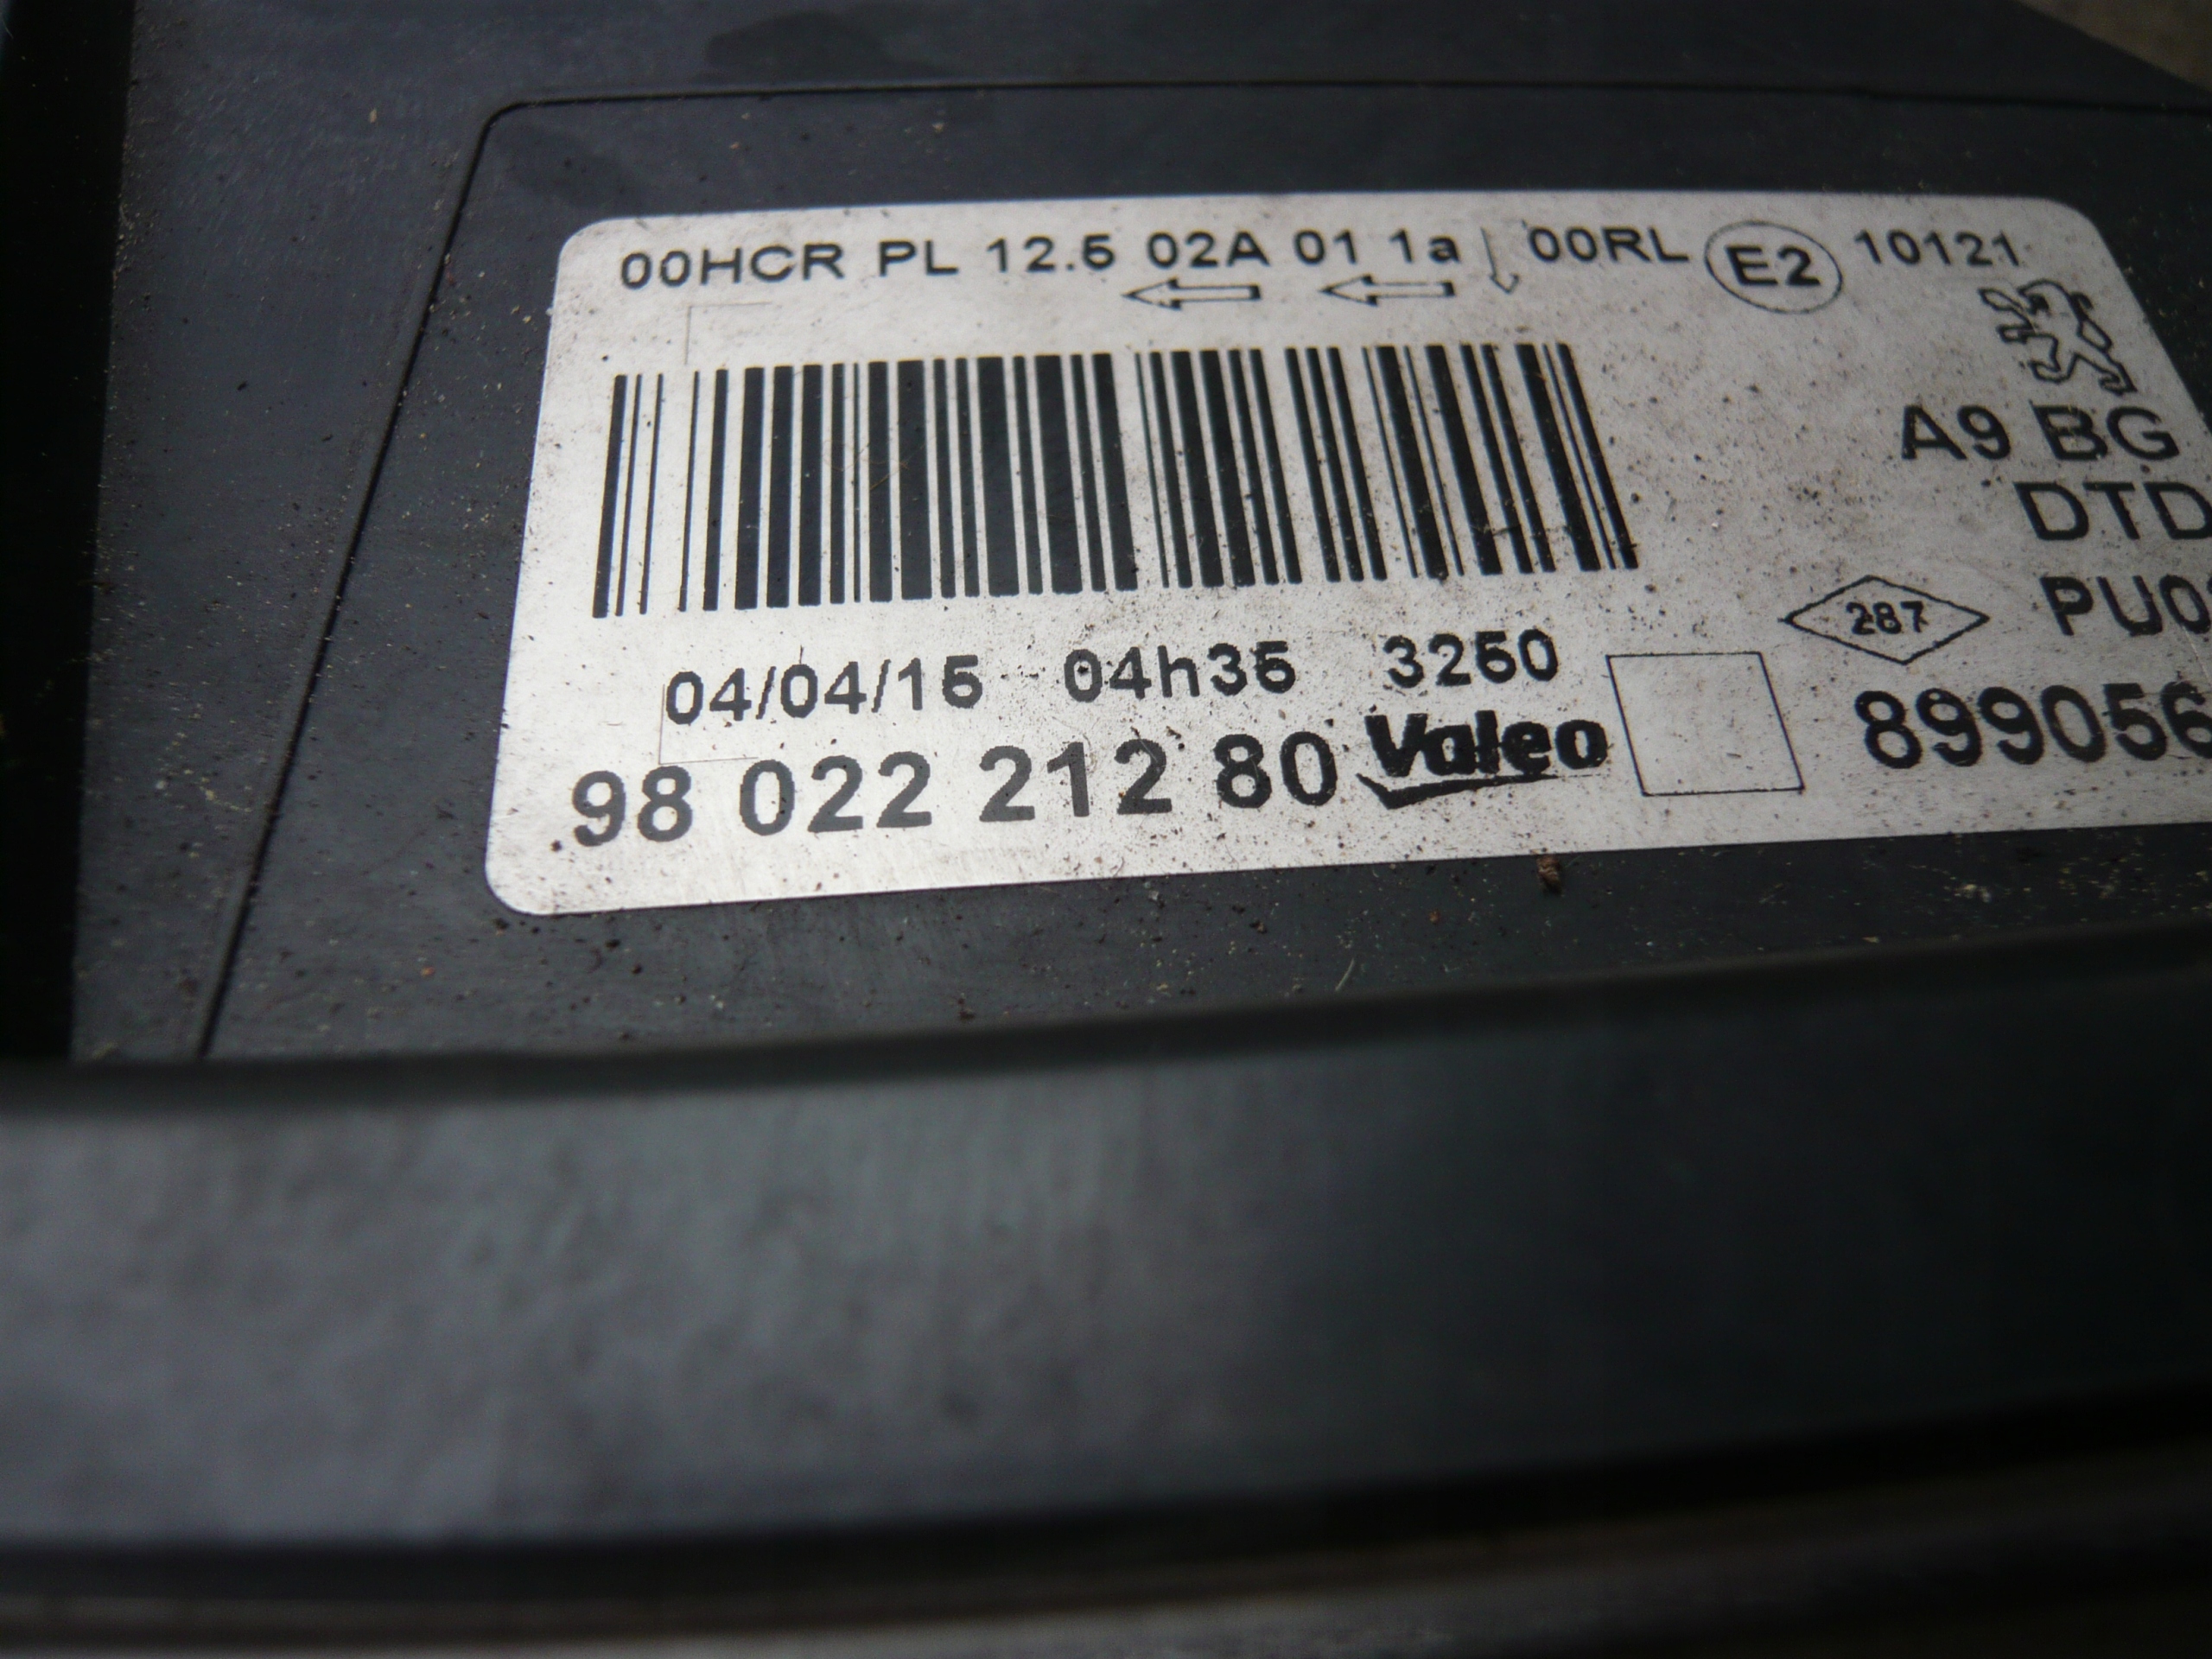 00HCR PL 12.5 02A 01 1a 00RL E2 10121
A9 BG
DTD
287 PU0
04/04/15 04h35 3250
98 022 212 80 Valeo 899056